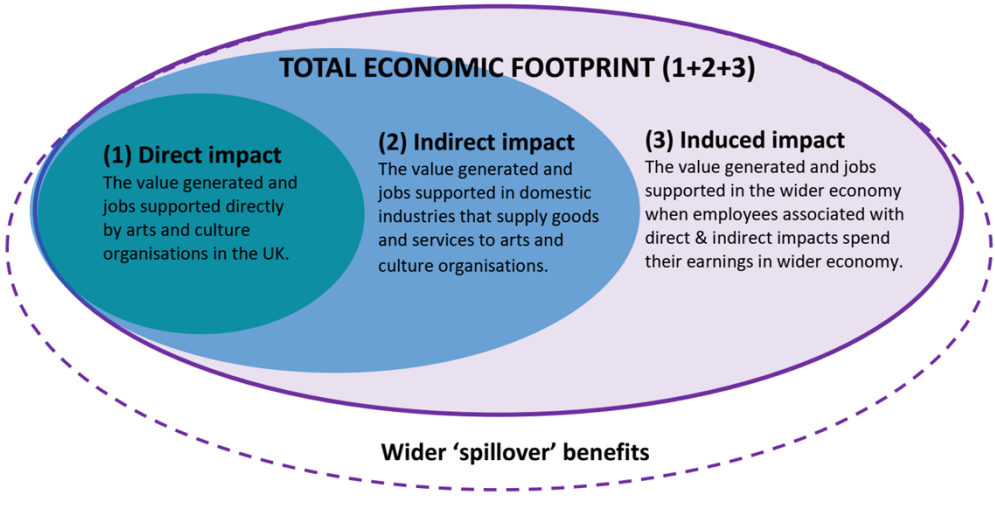 TOTAL ECONOMIC FOOTPRINT (1+2+3)
(1) Direct impact
The value generated and
jobs supported directly
by arts and culture
organisations in the UK.
(2) Indirect impact
The value generated and
jobs supported in domestic
industries that supply goods
and services to arts and
culture organisations.
(3) Induced impact
The value generated and jobs
supported in the wider economy
when employees associated with
direct & indirect impacts spend
their earnings in wider economy.
Wider ‘spillover’ benefits